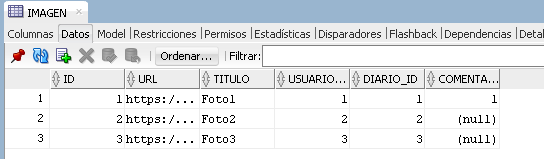 IMAGEN
Columnas Datos Model Restricciones Permisos Estadísticas Disparadores Flashback Dependencias Detal
Ordenar... Filtrar:
ID URL TITULO USUARIO... DIARIO_ID COMENTA...
1 1 https:/... Foto1 1 1 1
2 2 https:/... Foto2 2 2 (null)
3 3 https:/... Foto3 3 3 (null)